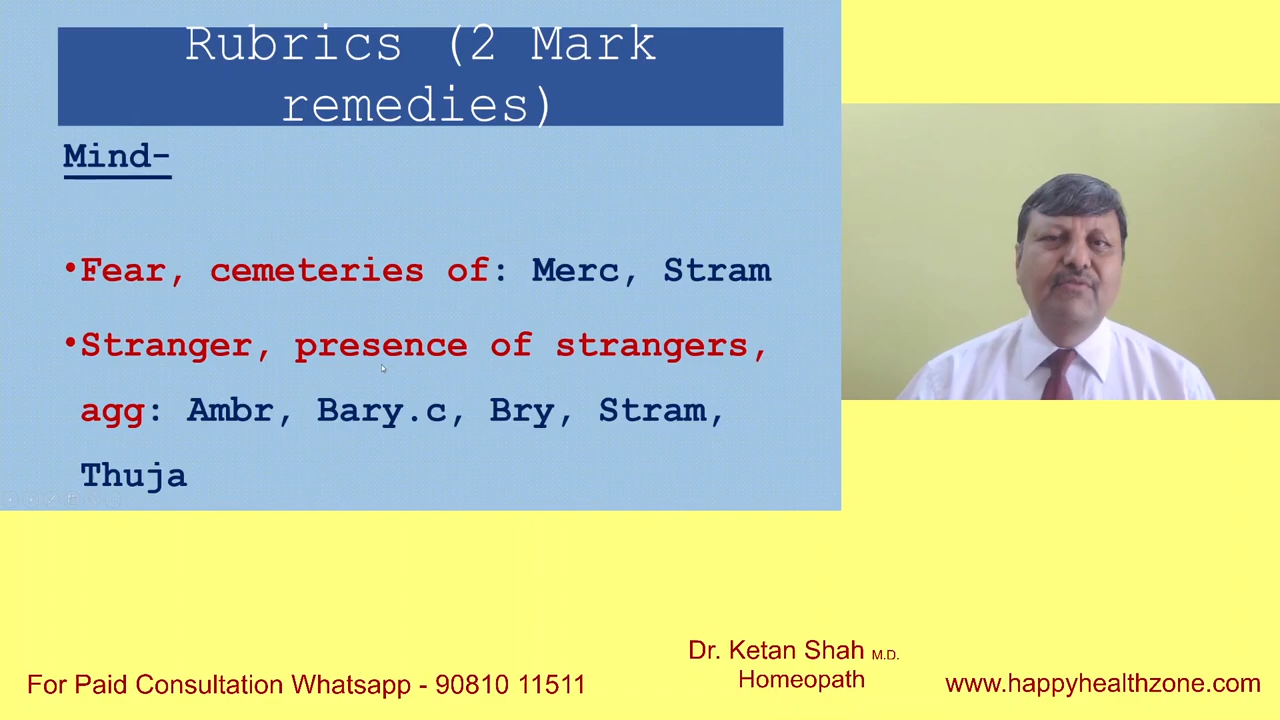 Rubrics (2 Mark
remedies)
Mind-
•Fear, cemeteries of: Merc, Stram
•Stranger, presence of strangers,
agg: Ambr, Bary.c, Bry, Stram,
Thuja
Dr. Ketan Shah M.D.
Homeopath
For Paid Consultation Whatsapp - 90810 11511
www.happyhealthzone.com